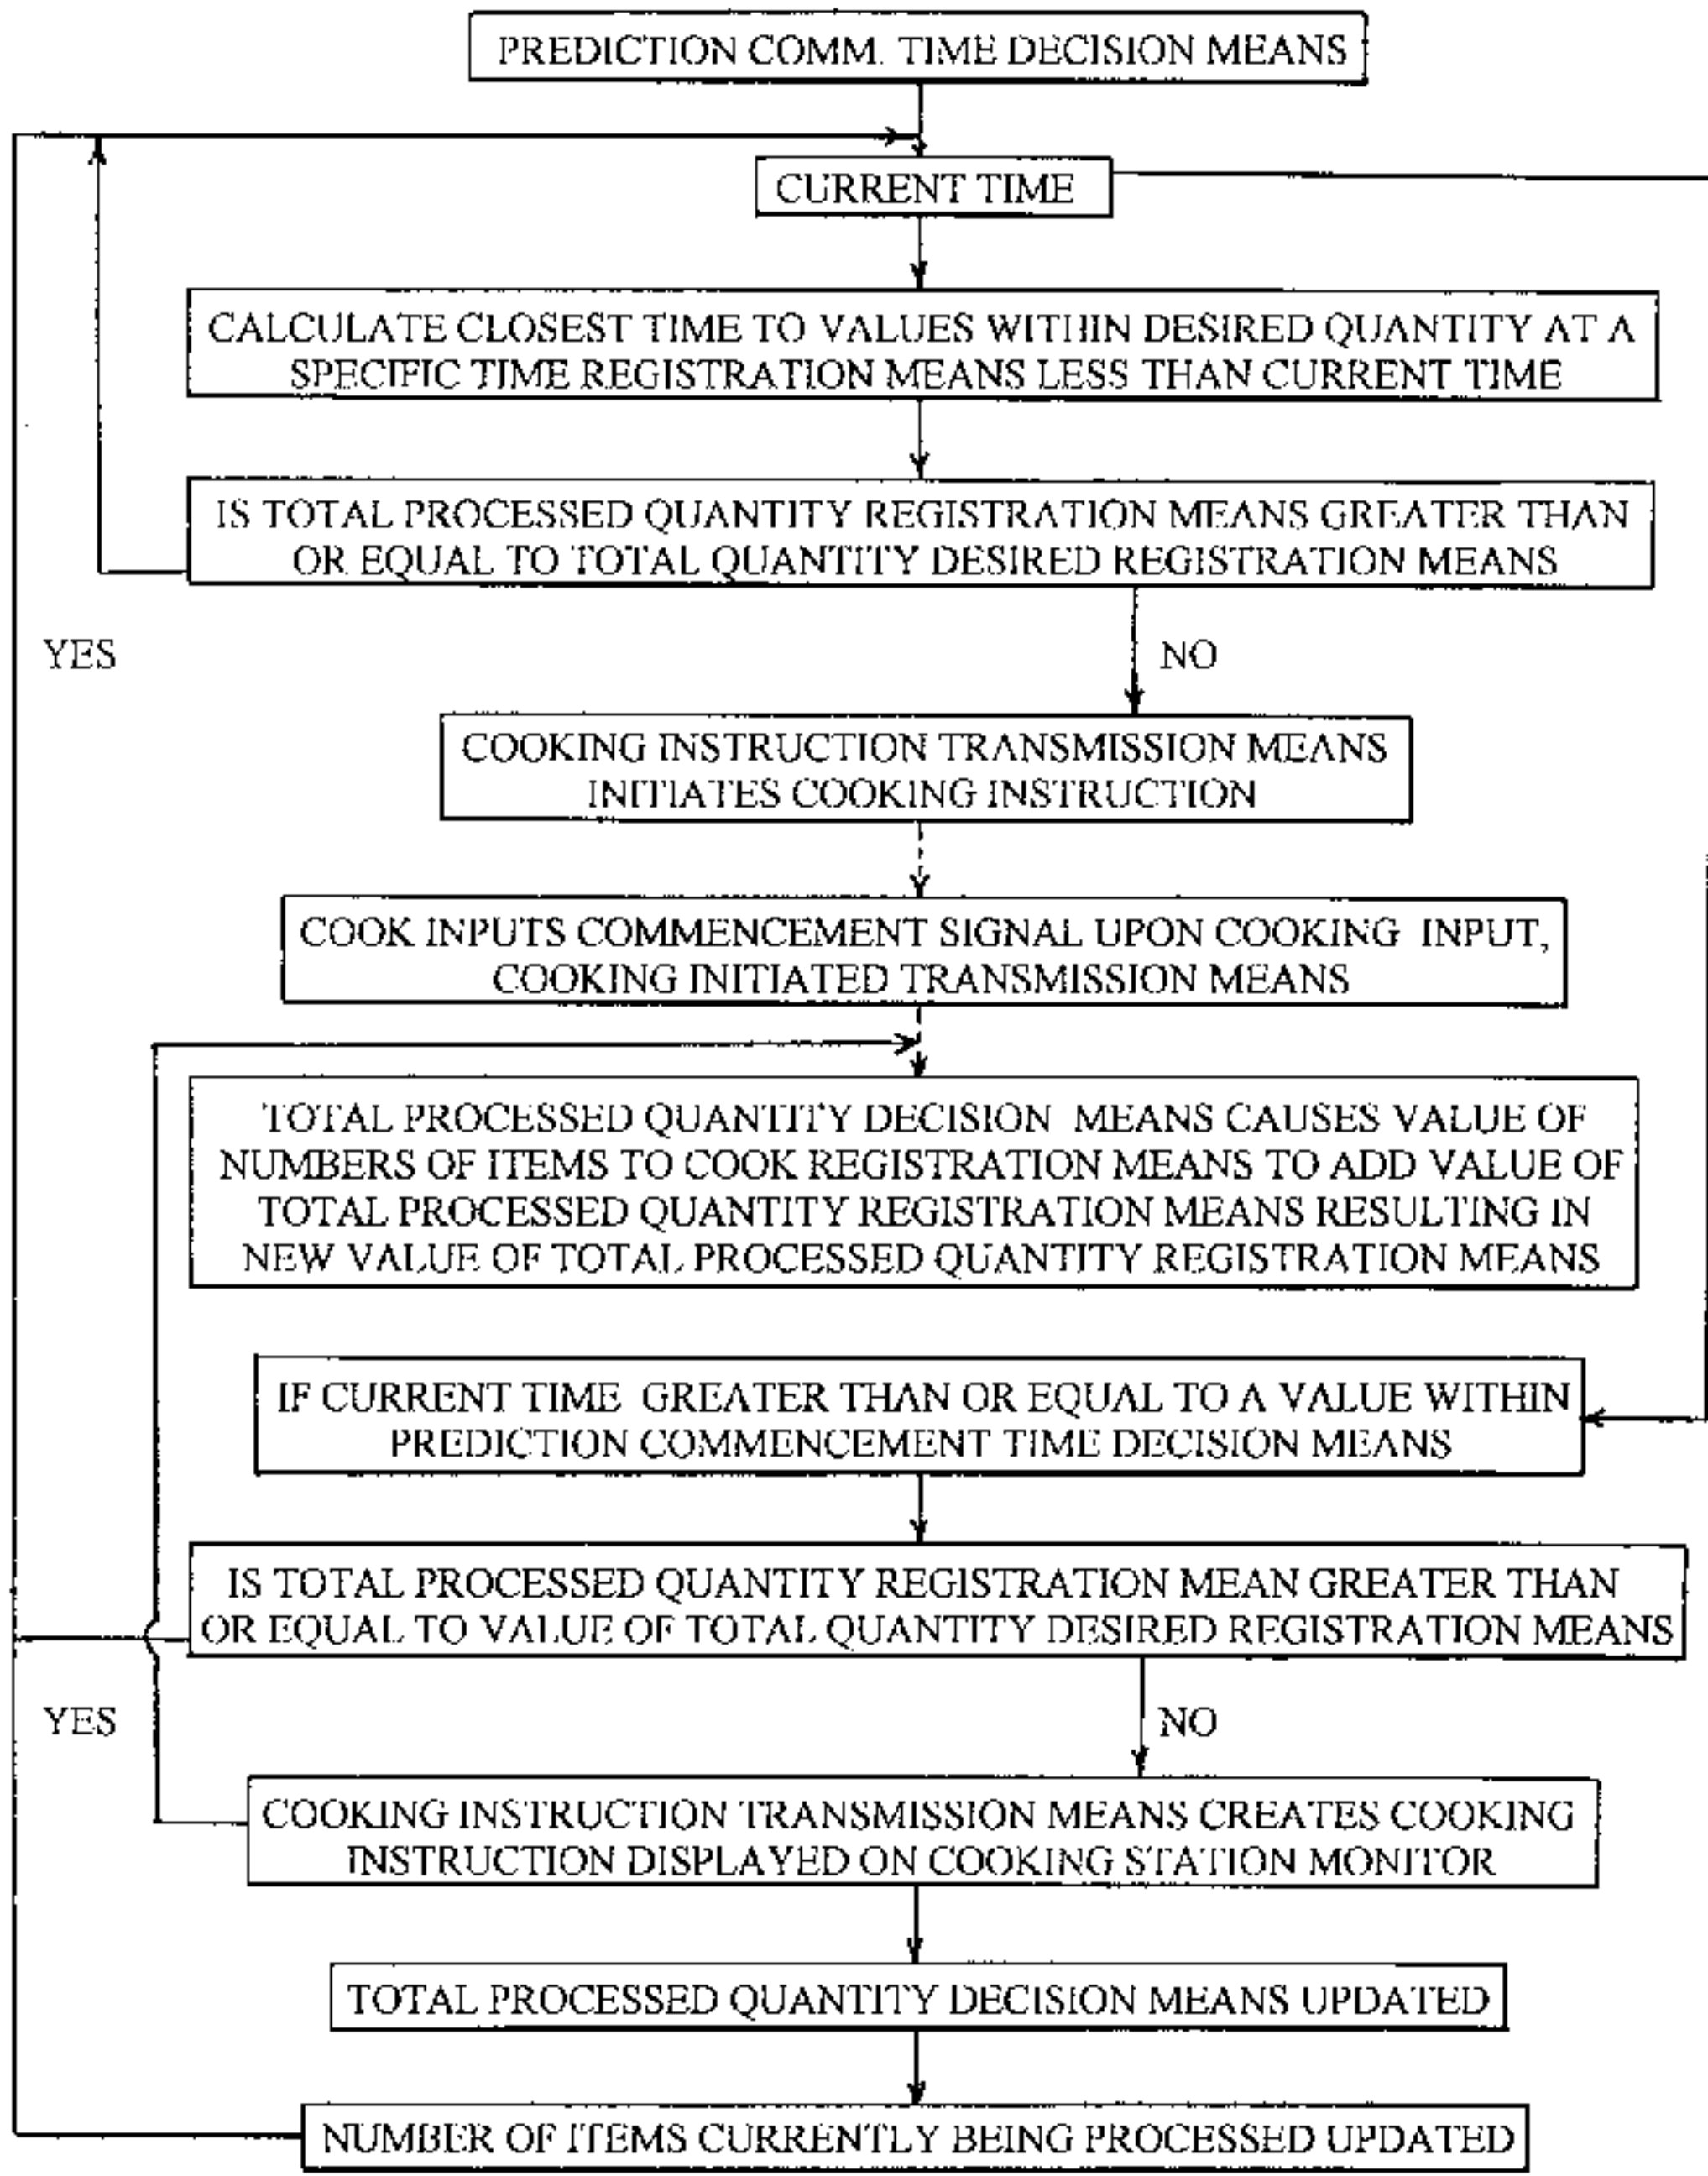 PREDICTION COMM. TIME DECISION MEANS
CURRENT TIME
CALCULATE CLOSEST TIME TO VALUES WITHIN DESIRED QUANTITY AT A
SPECIFIC TIME REGISTRATION MEANS LESS THAN CURRENT TIME
IS TOTAL PROCESSED QUANTITY REGISTRATION MEANS GREATER THAN
OR EQUAL TO TOTAL QUANTITY DESIRED REGISTRATION MEANS
YES
NO
COOKING INSTRUCTION TRANSMISSION MEANS
INITIATES COOKING INSTRUCTION
COOK INPUTS COMMENCEMENT SIGNAL UPON COOKING INPUT,
COOKING INITIATED TRANSMISSION MEANS
TOTAL PROCESSED QUANTITY DECISION MEANS CAUSES VALUE OF
NUMBERS OF ITEMS TO COOK REGISTRATION MEANS TO ADD VALUE OF
TOTAL PROCESSED QUANTITY REGISTRATION MEANS RESULTING IN
NEW VALUE OF TOTAL PROCESSED QUANTITY REGISTRATION MEANS
IF CURRENT TIME GREATER THAN OR EQUAL TO A VALUE WITHIN
PREDICTION COMMENCEMENT TIME DECISION MEANS
IS TOTAL PROCESSED QUANTITY REGISTRATION MEAN GREATER THAN
OR EQUAL TO VALUE OF TOTAL QUANTITY DESIRED REGISTRATION MEANS
YES
NO
COOKING INSTRUCTION TRANSMISSION MEANS CREATES COOKING
INSTRUCTION DISPLAYED ON COOKING STATION MONITOR
TOTAL PROCESSED QUANTITY DECISION MEANS UPDATED
NUMBER OF ITEMS CURRENTLY BEING PROCESSED UPDATED